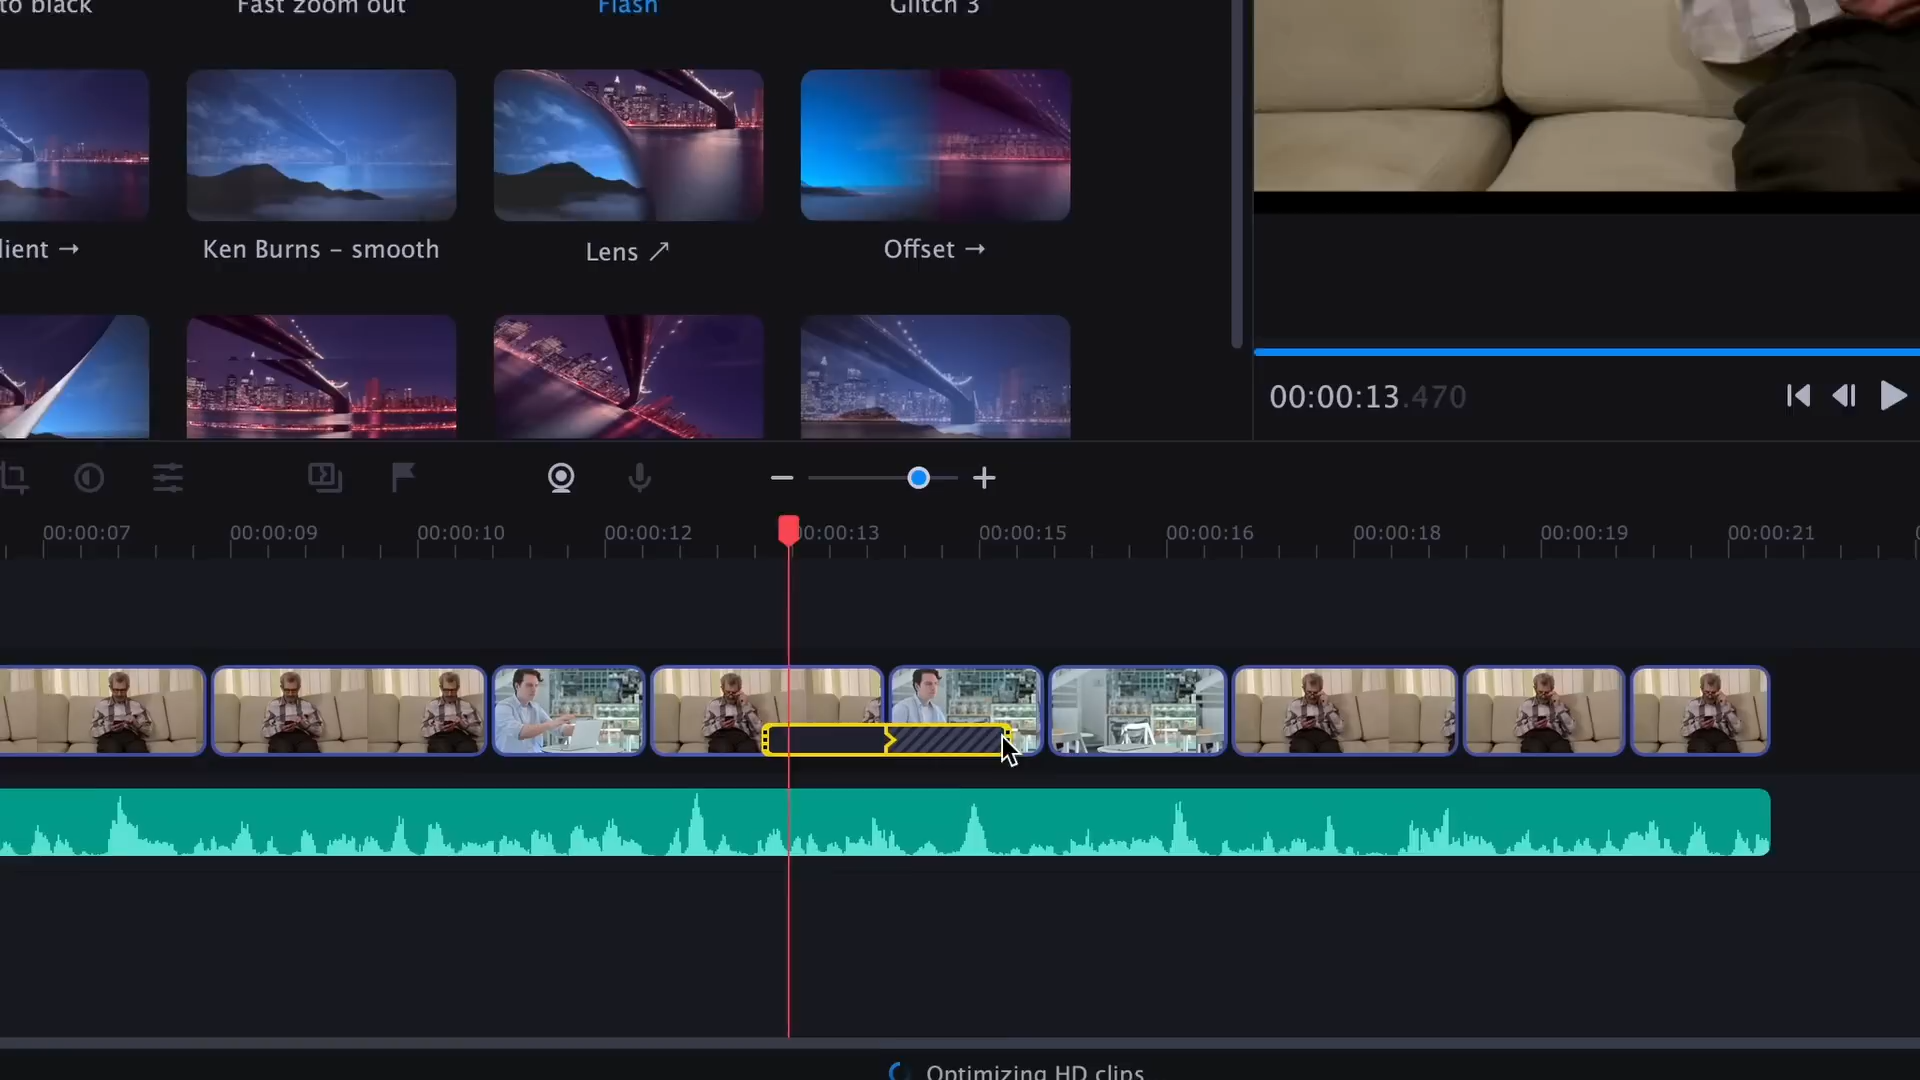 to black Fast zoom out Flash Glitch 3
lient → Ken Burns – smooth Lens ↗ Offset →
00:00:13.470
00:00:07 00:00:09 00:00:10 00:00:12 00:00:13 00:00:15 00:00:16 00:00:18 00:00:19 00:00:21
Optimizing HD clips